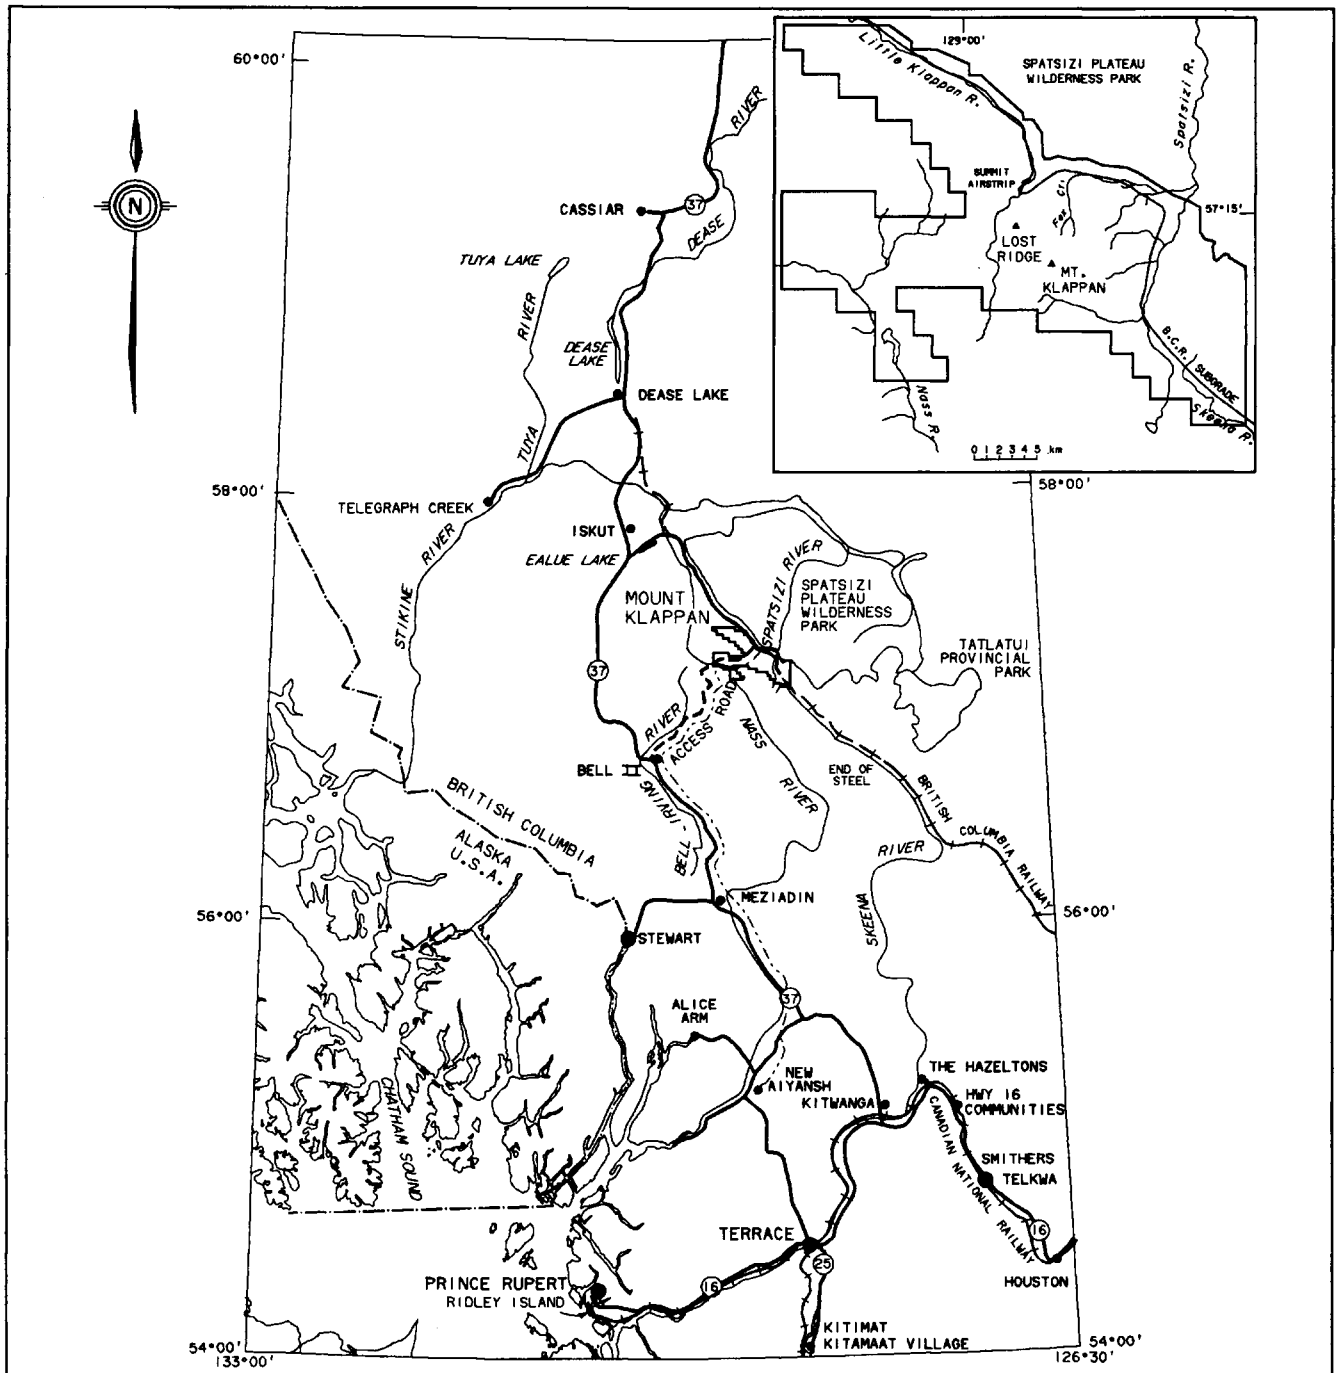 60°00'
129°00'
Little Klappan R.
SPATSIZI PLATEAU
WILDERNESS PARK
Spatsizi R.
SUMMIT
AIRSTRIP
Fox Crk.
57°15'
LOST
RIDGE
MT.
KLAPPAN
B.C.R. SUBGRADE
Skeena R.
Nass R.
0 1 2 3 4 5 km
N
RIVER
CASSIAR
37
DEASE
TUYA LAKE
RIVER
DEASE
LAKE
DEASE LAKE
TUYA
58°00'
58°00'
TELEGRAPH CREEK
ISKUT
RIVER
EALUE LAKE
STIKINE
SPATSIZI RIVER
SPATSIZI
PLATEAU
WILDERNESS
PARK
MOUNT
KLAPPAN
TATLATUI
PROVINCIAL
PARK
37
RIVER
ACCESS ROAD
NASS
RIVER
BELL II
END OF
STEEL
BRITISH
COLUMBIA RAILWAY
BELL - IRVING
BRITISH COLUMBIA
ALASKA
U.S.A.
RIVER
SKEENA
MEZIADIN
56°00'
56°00'
STEWART
37
ALICE
ARM
NEW
AIYANSH
KITWANGA
THE HAZELTONS
HWY 16
COMMUNITIES
CHATHAM SOUND
CANADIAN NATIONAL RAILWAY
SMITHERS
TELKWA
16
HOUSTON
TERRACE
25
16
PRINCE RUPERT
RIDLEY ISLAND
KITIMAT
KITAMAAT VILLAGE
54°00'
133°00'
54°00'
126°30'